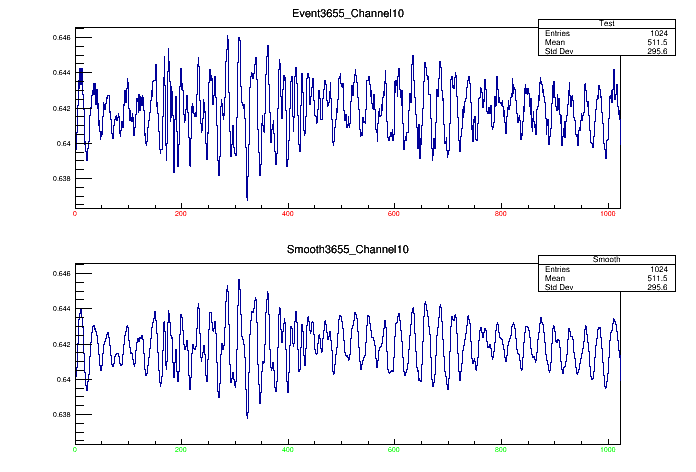 Event3655_Channel10
Test
Entries 1024
Mean 511.5
Std Dev 295.6
0.646
0.644
0.642
0.64
0.638
0 200 400 600 800 1000
Smooth3655_Channel10
Smooth
Entries 1024
Mean 511.5
Std Dev 295.6
0.646
0.644
0.642
0.64
0.638
0 200 400 600 800 1000